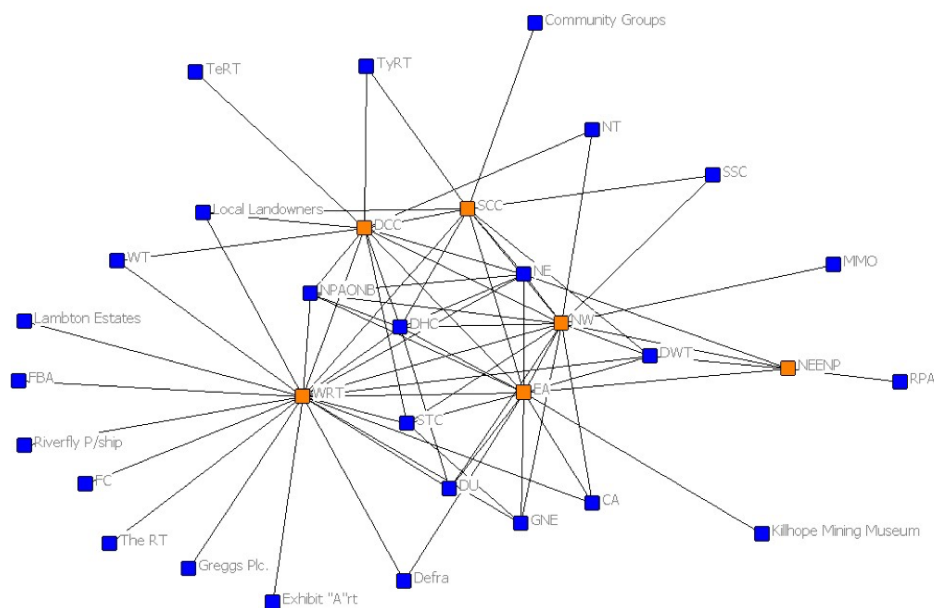 Community Groups
TyRT
TeRT
NT
SSC
SCC
Local Landowners
DCC
WT
MMO
NE
NPAONB
Lambton Estates
NW
DHC
DWT
NEENP
FBA
RPA
EA
WRT
STC
Riverfly P/ship
FC
DU
CA
GNE
Killhope Mining Museum
The RT
Greggs Plc.
Defra
Exhibit "A"rt